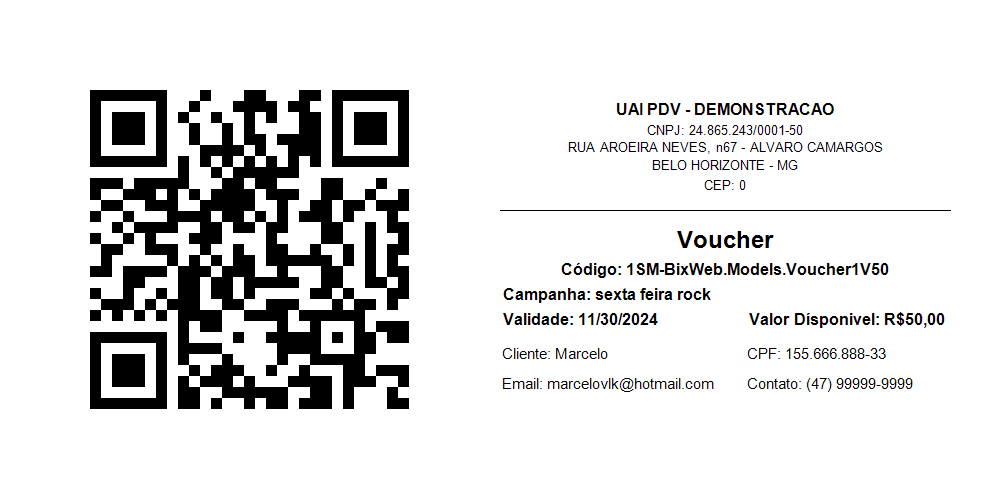 UAI PDV - DEMONSTRACAO
CNPJ: 24.865.243/0001-50
RUA AROEIRA NEVES, n67 - ALVARO CAMARGOS
BELO HORIZONTE - MG
CEP: 0
Voucher
Código: 1SM-BixWeb.Models.Voucher1V50
Campanha: sexta feira rock
Validade: 11/30/2024 Valor Disponivel: R$50,00
Cliente: Marcelo CPF: 155.666.888-33
Email: marcelovlk@hotmail.com Contato: (47) 99999-9999